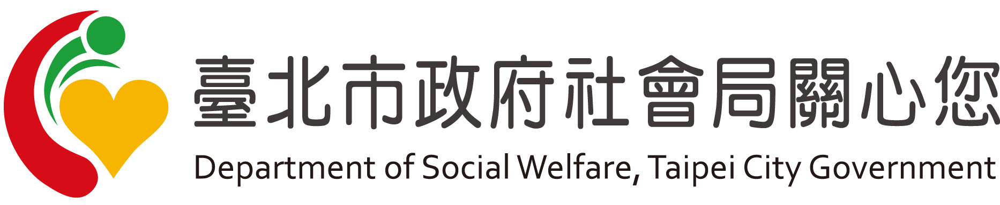 臺北市政府社會局關心您
Department of Social Welfare, Taipei City Government